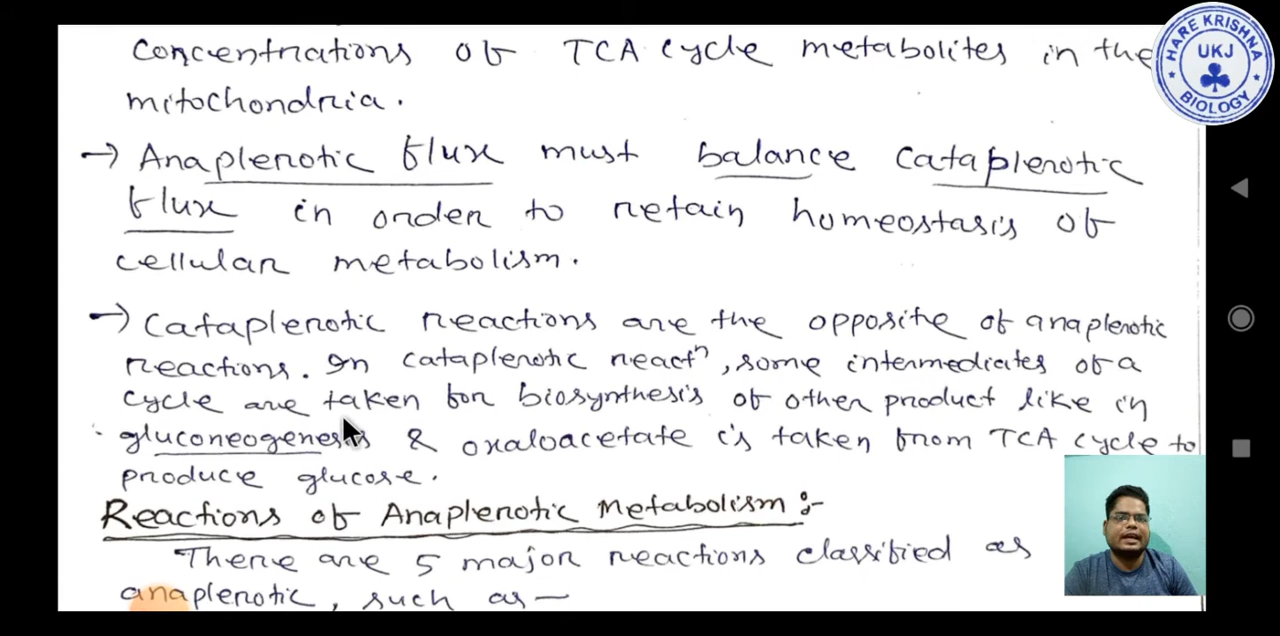 Concentrations of TCA cycle metabolites in the
mitochondria.
→ Anaplerotic flux must balance cataplerotic
flux in order to retain homeostasis of
cellular metabolism.
→ Cataplerotic reactions are the opposite of anaplerotic
reactions. In cataplerotic reactⁿ, some intermediates of a
cycle are taken for biosynthesis of other product like in
gluconeogenesis & oxaloacetate is taken from TCA cycle to
produce glucose.
Reactions of Anaplerotic Metabolism :-
There are 5 major reactions classified as
anaplerotic, such as —
HARE KRISHNA
UKJ
BIOLOGY